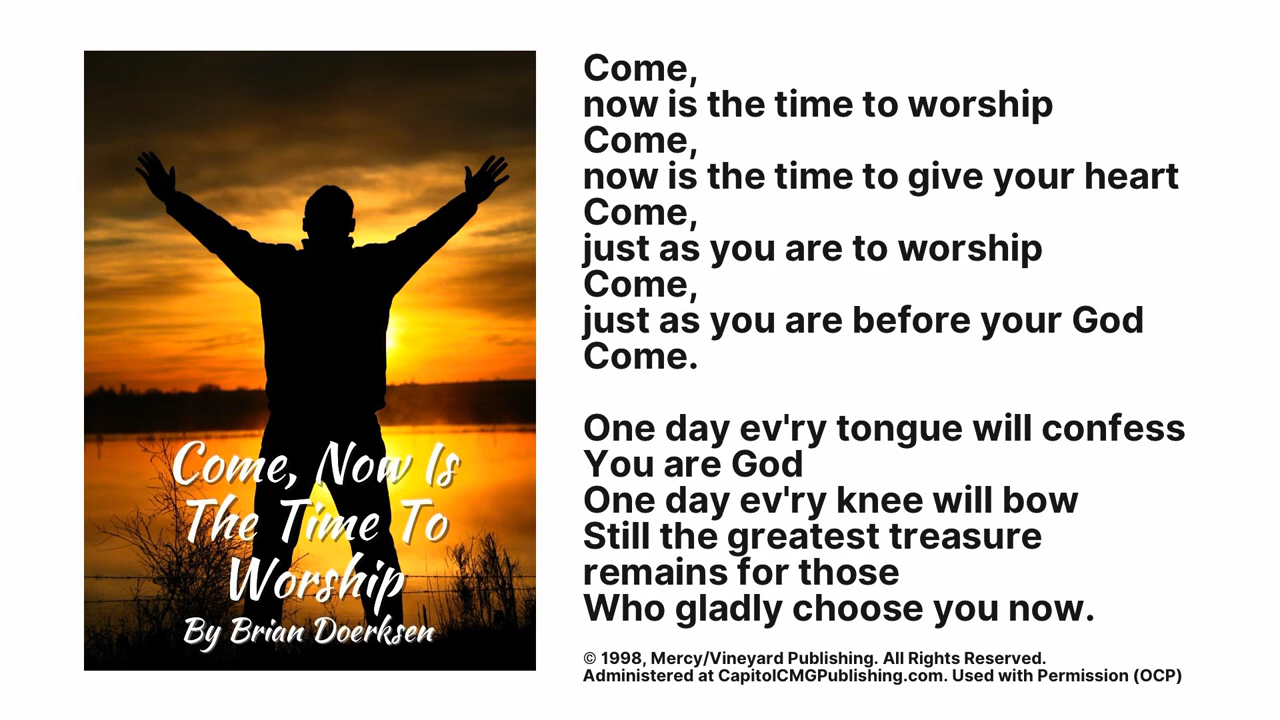 Come, Now Is
The Time To
Worship
By Brian Doerksen
Come,
now is the time to worship
Come,
now is the time to give your heart
Come,
just as you are to worship
Come,
just as you are before your God
Come.
One day ev'ry tongue will confess
You are God
One day ev'ry knee will bow
Still the greatest treasure
remains for those
Who gladly choose you now.
© 1998, Mercy/Vineyard Publishing. All Rights Reserved.
Administered at CapitolCMGPublishing.com. Used with Permission (OCP)